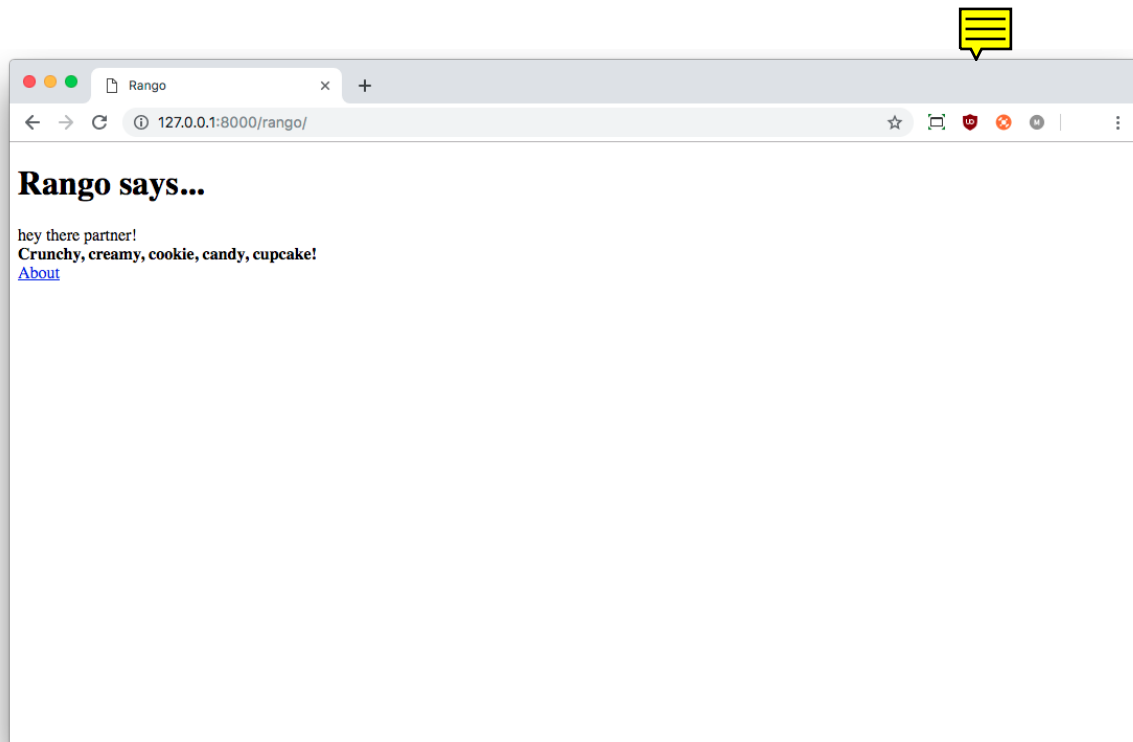 Rango
127.0.0.1:8000/rango/
Rango says...
hey there partner!
Crunchy, creamy, cookie, candy, cupcake!
About